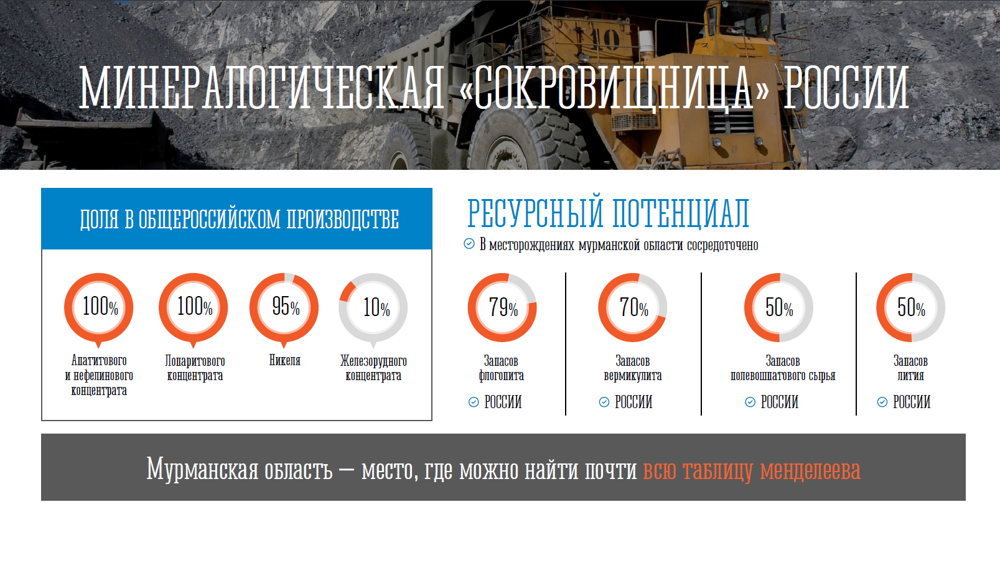 10
МИНЕРАЛОГИЧЕСКАЯ «СОКРОВИЩНИЦА» РОССИИ
ДОЛЯ В ОБЩЕРОССИЙСКОМ ПРОИЗВОДСТВЕ
100%
100%
95%
10%
Апатитового
и нефелинового
концентрата
Лопаритового
концентрата
Никеля
Железорудного
концентрата
РЕСУРСНЫЙ ПОТЕНЦИАЛ
В месторождениях мурманской области сосредоточено
79%
Запасов
флогопита
РОССИИ
70%
Запасов
вермикулита
РОССИИ
50%
Запасов
полевошпатового сырья
РОССИИ
50%
Запасов
лития
РОССИИ
Мурманская область — место, где можно найти почти всю таблицу менделеева